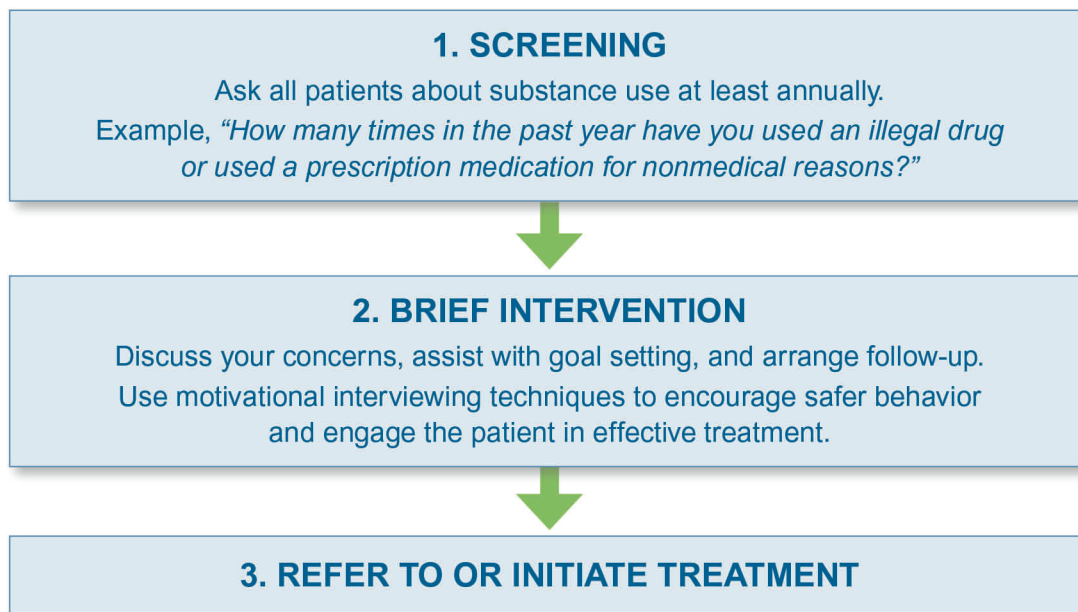 1. SCREENING
Ask all patients about substance use at least annually.
Example, “How many times in the past year have you used an illegal drug
or used a prescription medication for nonmedical reasons?”
2. BRIEF INTERVENTION
Discuss your concerns, assist with goal setting, and arrange follow-up.
Use motivational interviewing techniques to encourage safer behavior
and engage the patient in effective treatment.
3. REFER TO OR INITIATE TREATMENT